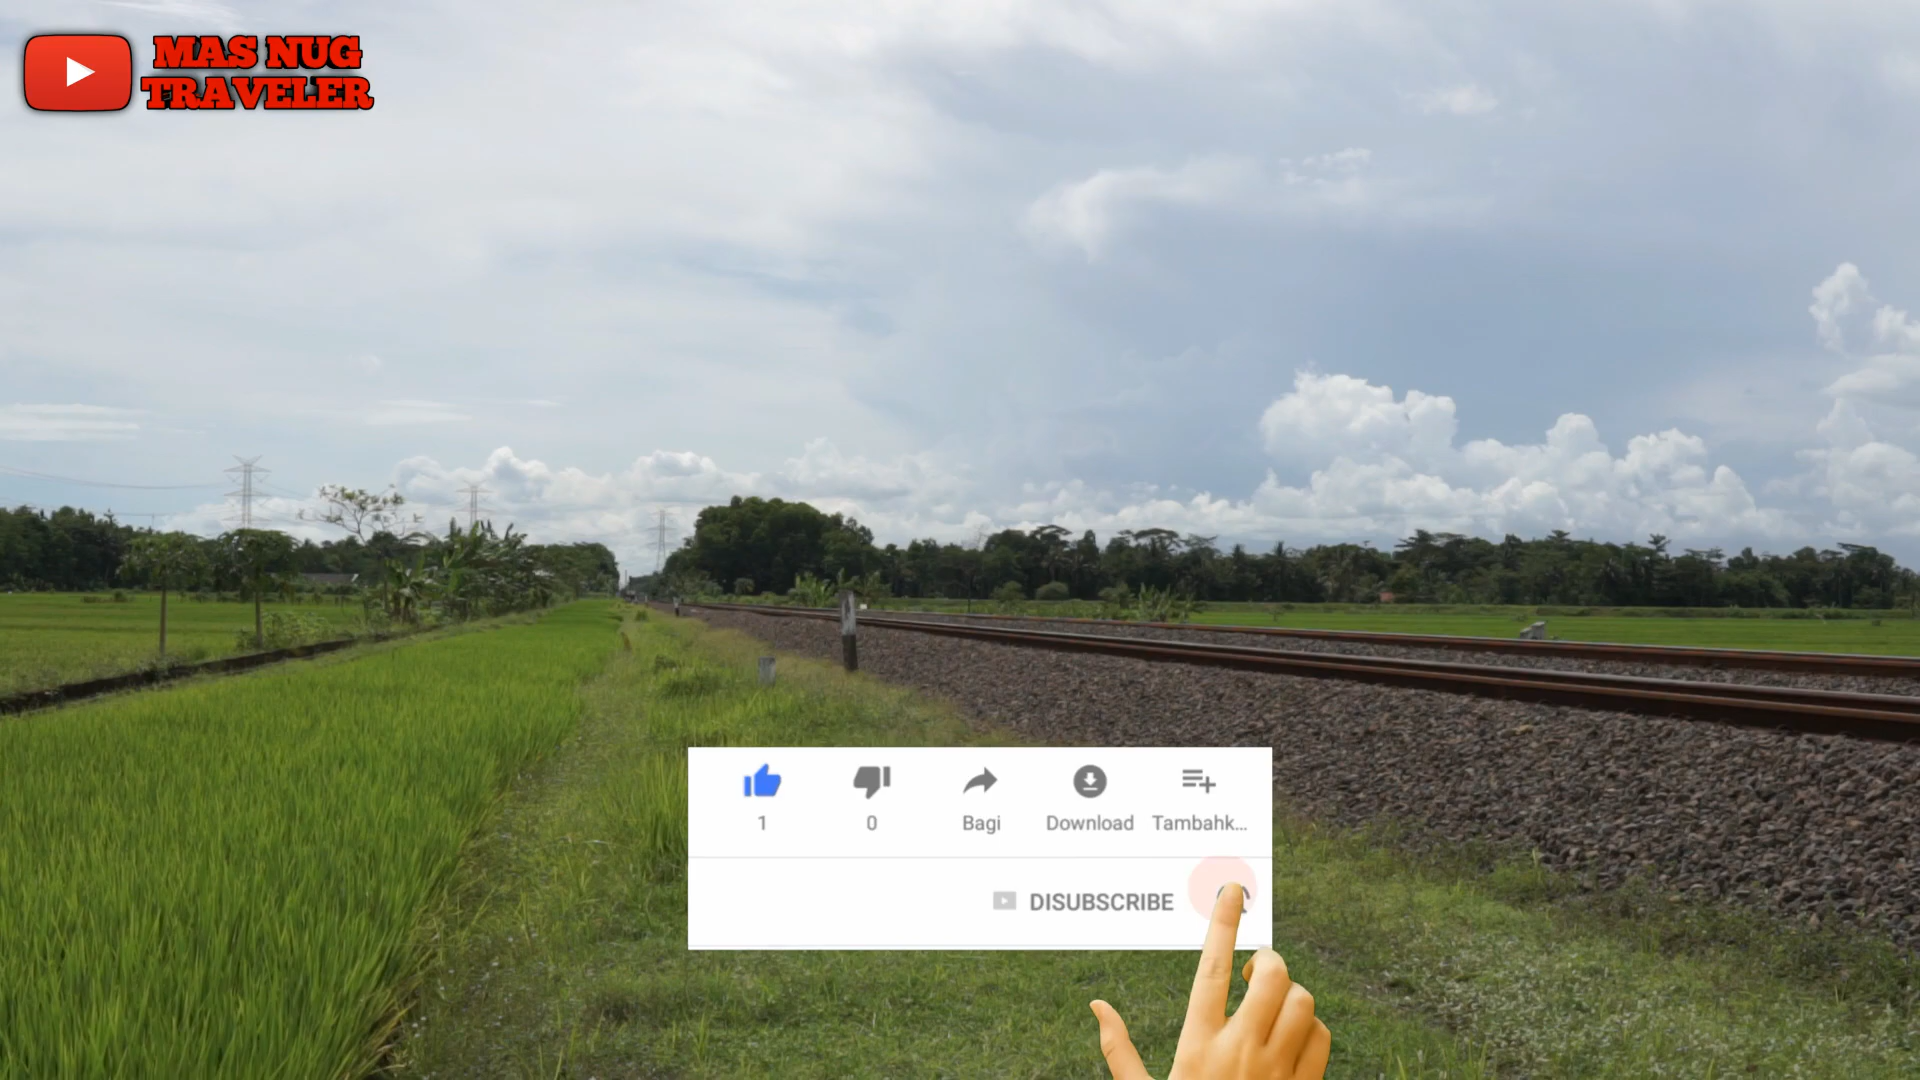 MAS NUG
TRAVELER
1
0
Bagi
Download
Tambahk...
DISUBSCRIBE